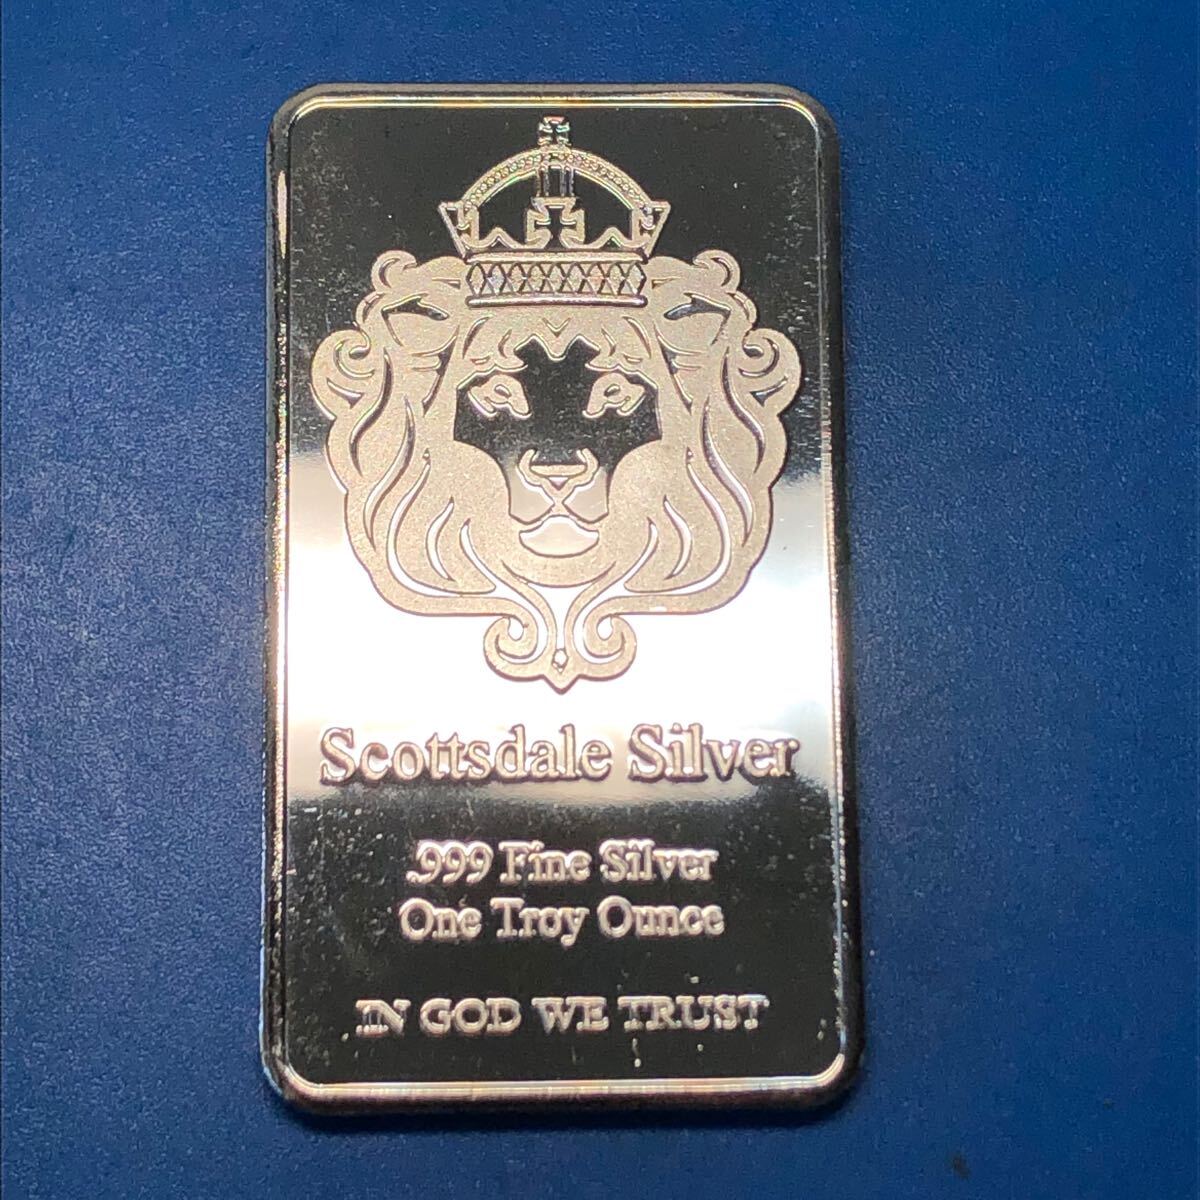 Scottsdale Silver
.999 Fine Silver
One Troy Ounce
IN GOD WE TRUST